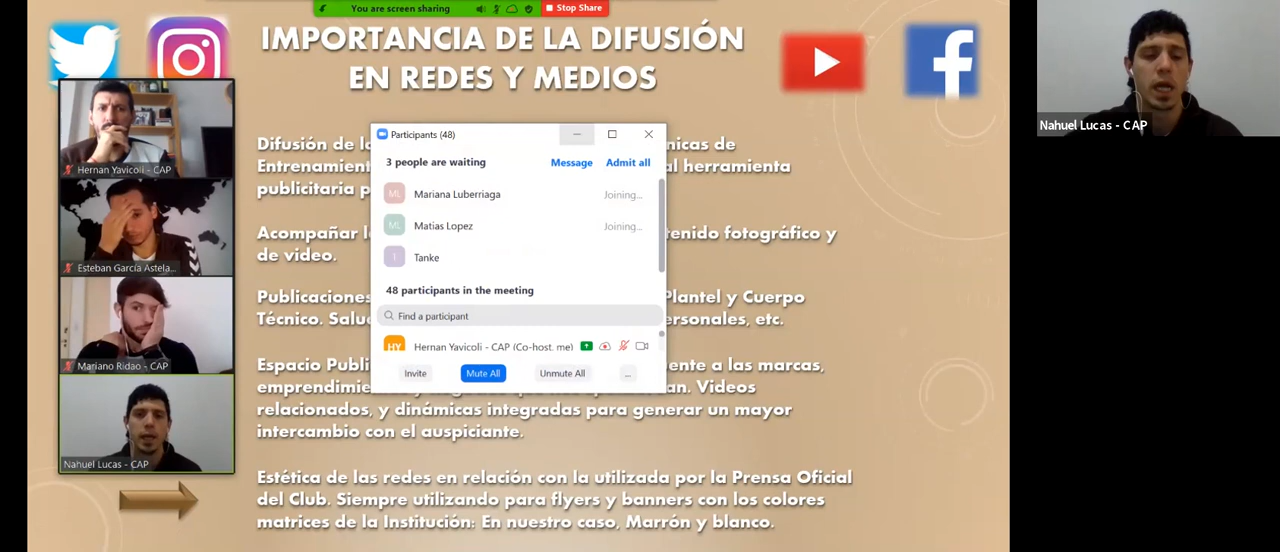 You are screen sharing
Stop Share
IMPORTANCIA DE LA DIFUSIÓN
EN REDES Y MEDIOS
Nahuel Lucas - CAP
Hernan Yavicoli - CAP
Esteban García Astela...
Mariano Ridao - CAP
Nahuel Lucas - CAP
Participants (48)
3 people are waiting
Message
Admit all
ML
Mariana Luberriaga
Joining...
ML
Matias Lopez
Joining...
T
Tanke
48 participants in the meeting
Find a participant
HY
Hernan Yavicoli - CAP (Co-host, me)
Invite
Mute All
Unmute All
...
Difusión de
nicas de
publicitaria
al herramienta
Acompañar
tenido fotográfico y
de video.
Publicaciones
Plantel y Cuerpo
Técnico.
ersonales, etc.
Espacio
ente a las marcas,
an. Videos
relacionados, y dinámicas integradas para generar un mayor
intercambio con el auspiciante.
Estética de las redes en relación con la utilizada por la Prensa Oficial
del Club. Siempre utilizando para flyers y banners con los colores
matrices de la Institución: En nuestro caso, Marrón y blanco.